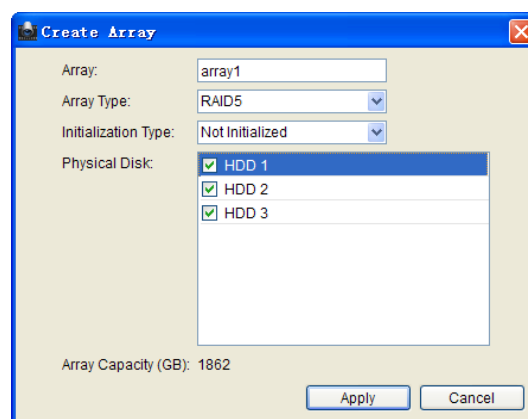 Create Array
Array: array1
Array Type: RAID5
Initialization Type: Not Initialized
Physical Disk: HDD 1
HDD 2
HDD 3
Array Capacity (GB): 1862
Apply Cancel